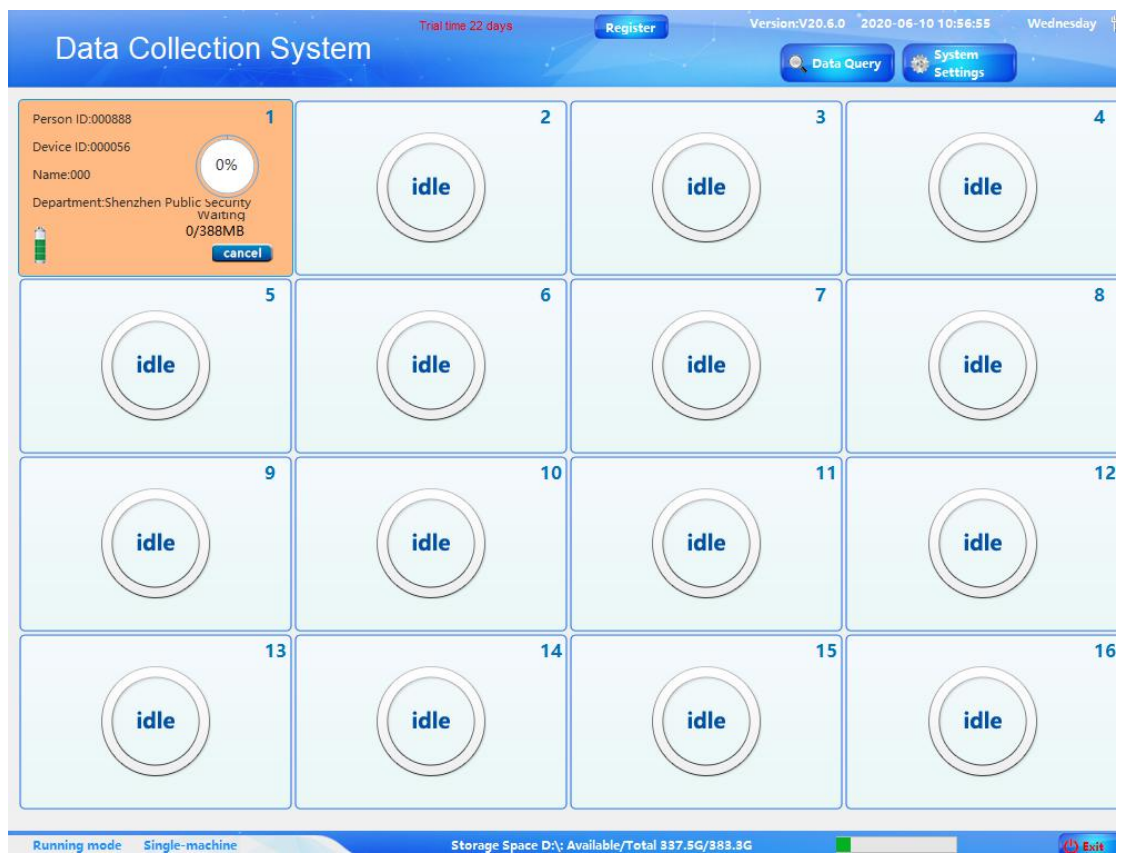 Data Collection System
Trial time 22 days
Register
Version:V20.6.0 2020-06-10 10:56:55 Wednesday
Data Query
System
Settings
Person ID:000888
1
Device ID:000056
0%
Name:000
Department:Shenzhen Public Security
Waiting
0/388MB
cancel
2
idle
3
idle
4
idle
5
idle
6
idle
7
idle
8
idle
9
idle
10
idle
11
idle
12
idle
13
idle
14
idle
15
idle
16
idle
Running mode Single-machine
Storage Space D:\: Available/Total 337.5G/383.3G
Exit